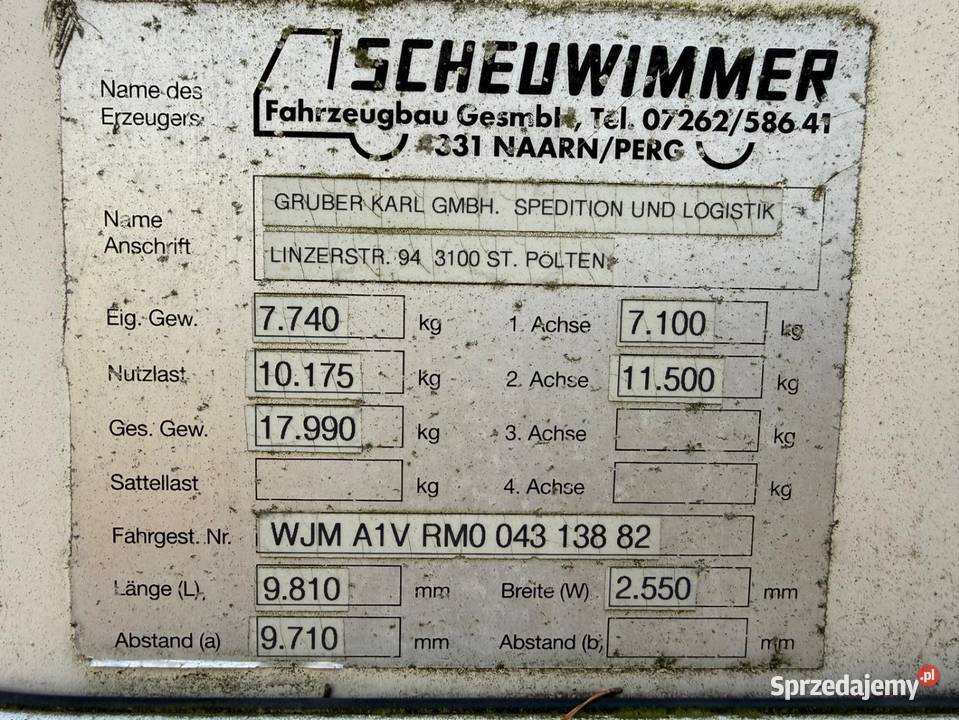 Name des
Erzeugers
SCHEUWIMMER
Fahrzeugbau GesmbH, Tel. 07262/586 41
4331 NAARN/PERG
Name
Anschrift
GRUBER KARL GMBH. SPEDITION UND LOGISTIK
LINZERSTR. 94 3100 ST. PÖLTEN
Eig. Gew. 7.740 kg 1. Achse 7.100 kg
Nutzlast 10.175 kg 2. Achse 11.500 kg
Ges. Gew. 17.990 kg 3. Achse kg
Sattellast kg 4. Achse kg
Fahrgest. Nr. WJM A1V RM0 043 138 82
Länge (L) 9.810 mm Breite (W) 2.550 mm
Abstand (a) 9.710 mm Abstand (b) mm
Sprzedajemy.pl